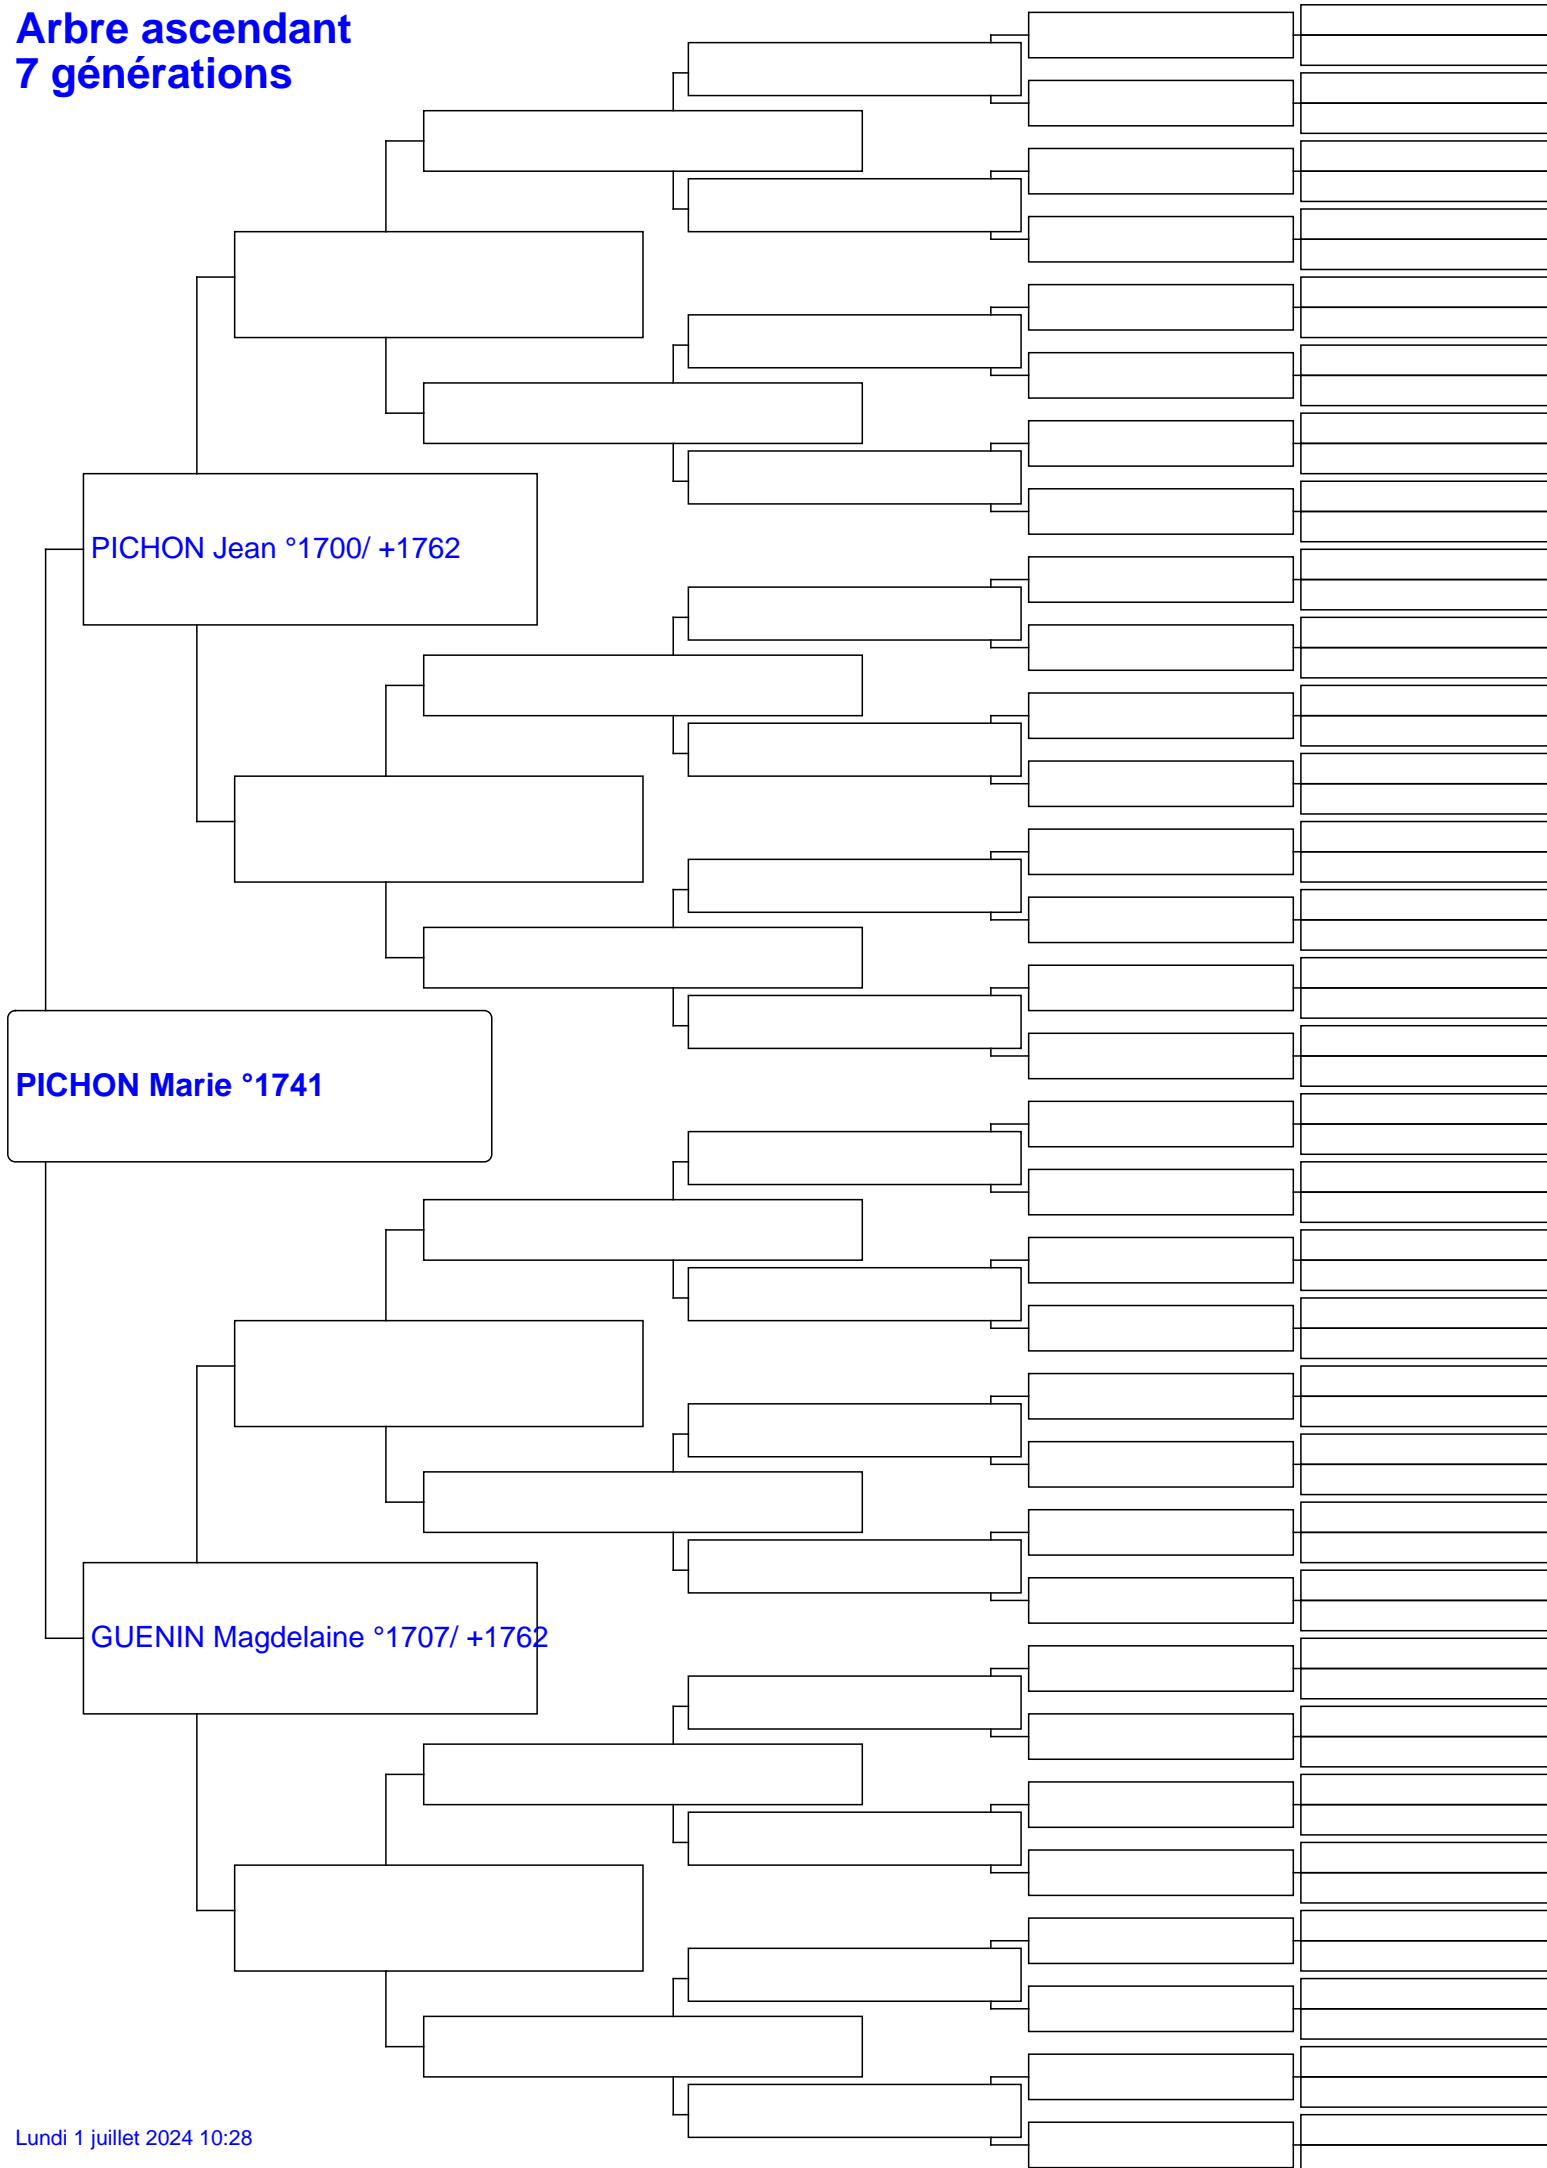 Arbre ascendant
7 générations
PICHON Jean °1700/ +1762
PICHON Marie °1741
GUENIN Magdelaine °1707/ +1762
Lundi 1 juillet 2024 10:28